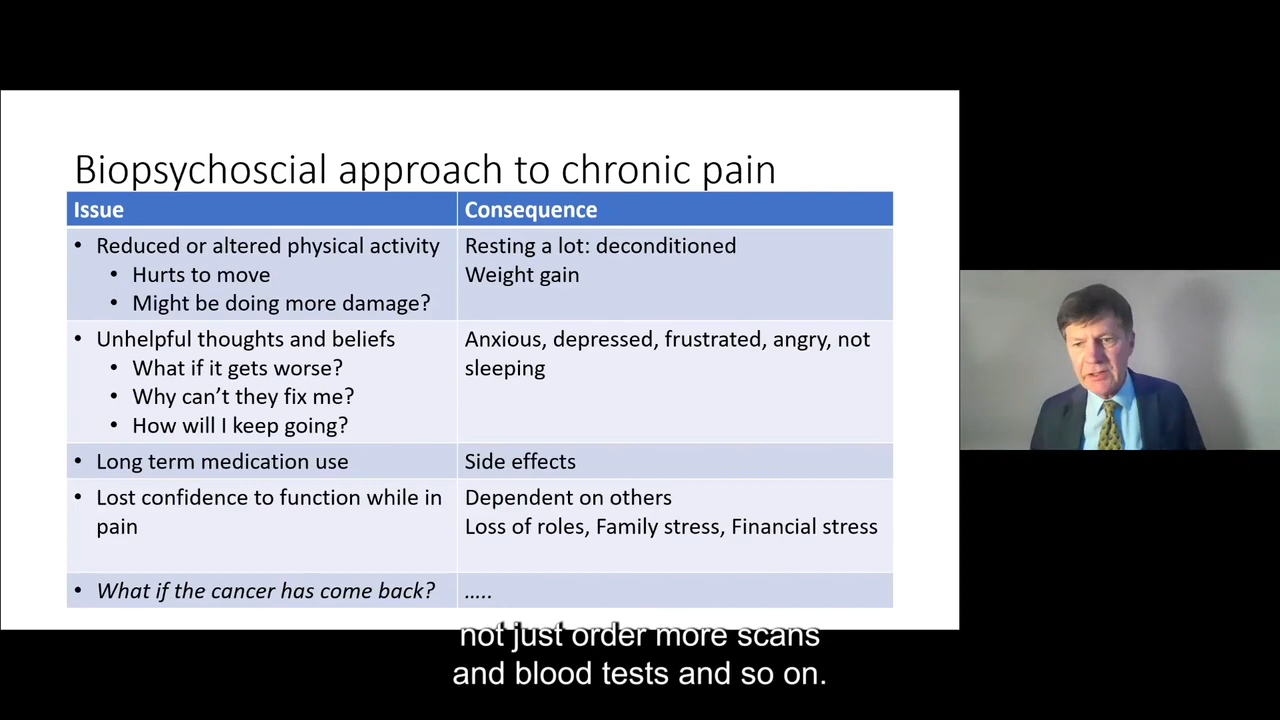 Biopsychoscial approach to chronic pain
Issue
Consequence
• Reduced or altered physical activity
• Hurts to move
• Might be doing more damage?
Resting a lot: deconditioned
Weight gain
• Unhelpful thoughts and beliefs
• What if it gets worse?
• Why can't they fix me?
• How will I keep going?
Anxious, depressed, frustrated, angry, not
sleeping
• Long term medication use
Side effects
• Lost confidence to function while in
pain
Dependent on others
Loss of roles, Family stress, Financial stress
• What if the cancer has come back?
…..
not just order more scans
and blood tests and so on.